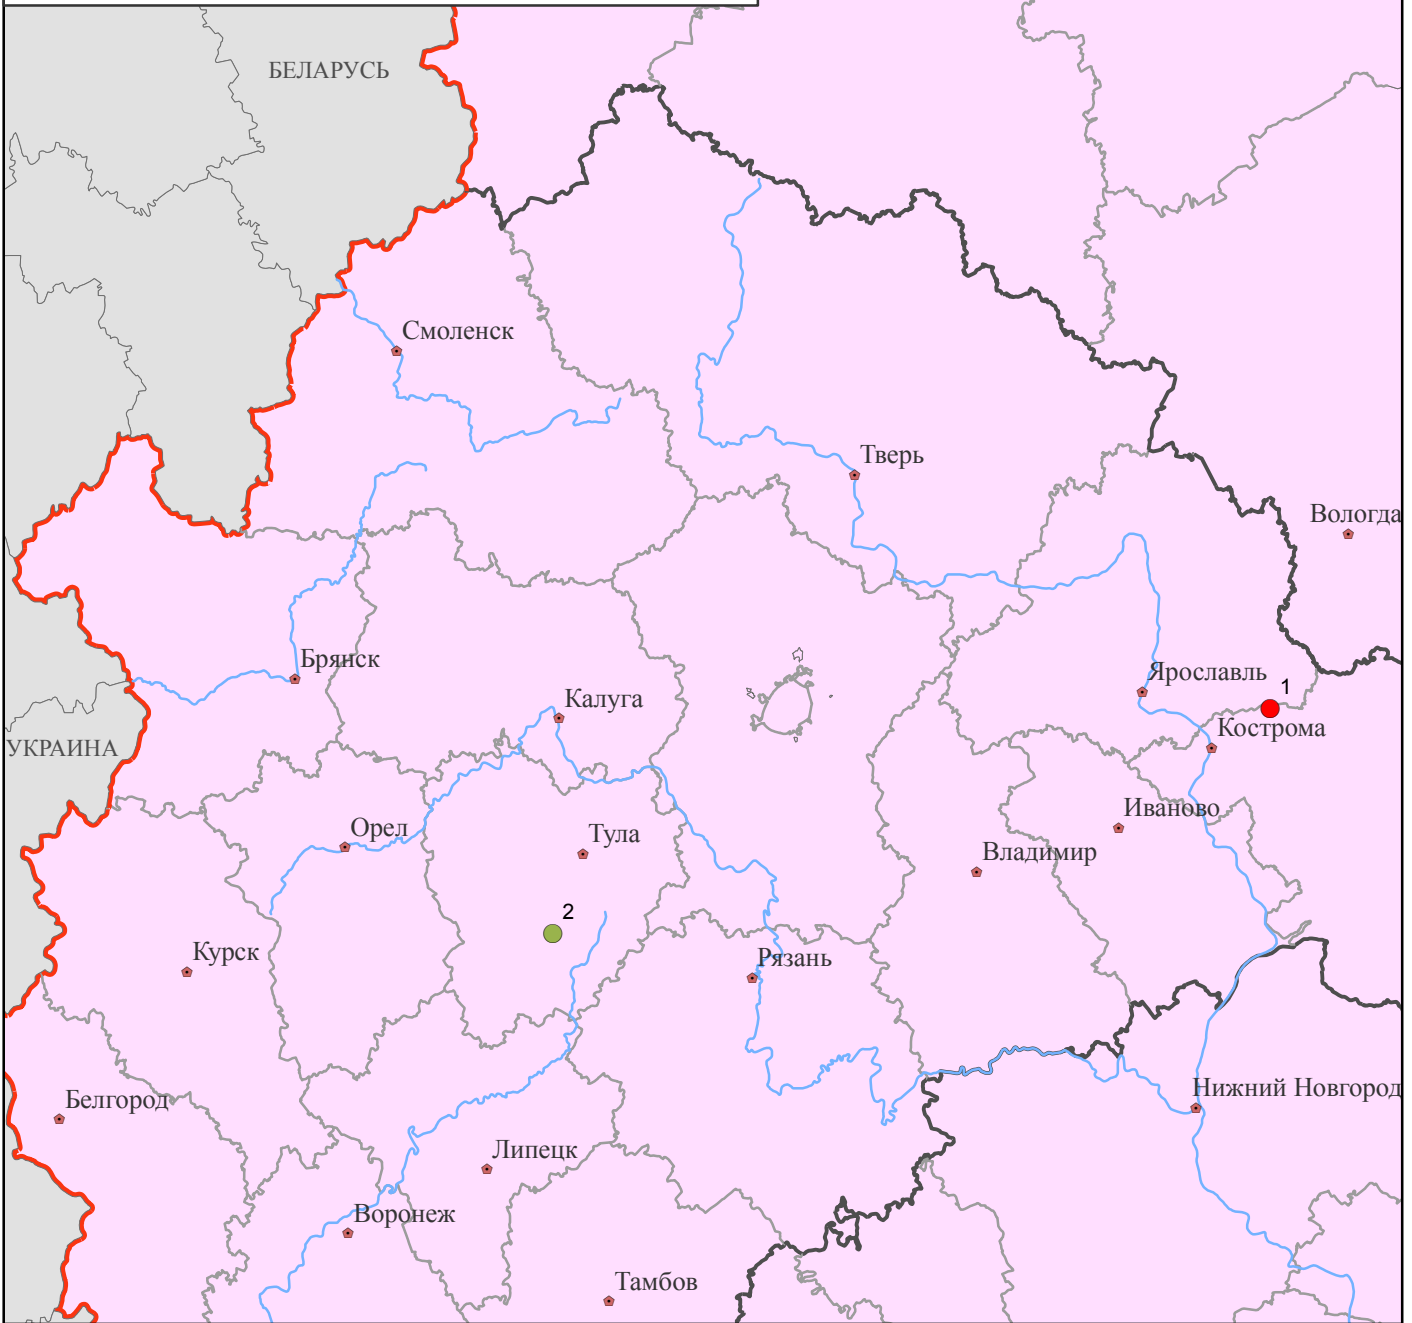 БЕЛАРУСЬ
Смоленск
Тверь
Вологда
Брянск
Ярославль
1
Калуга
Кострома
УКРАИНА
Иваново
Орел
Тула
Владимир
2
Курск
Рязань
Нижний Новгород
Белгород
Липецк
Воронеж
Тамбов